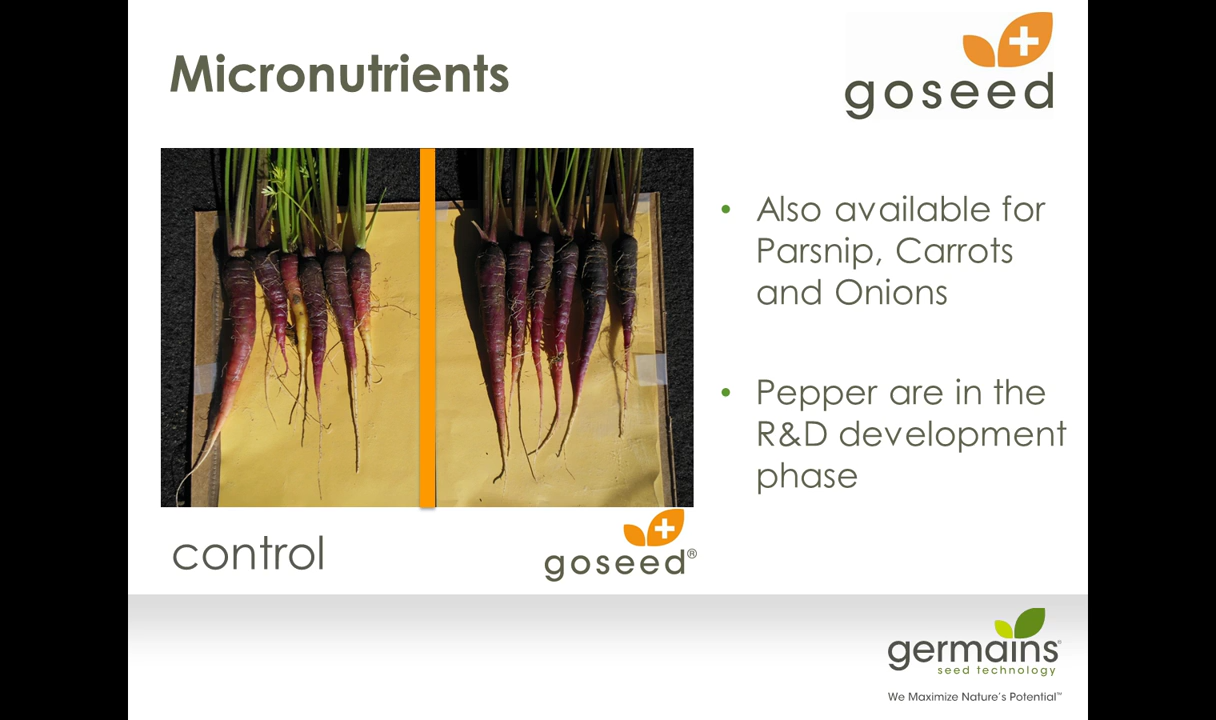 Micronutrients
goseed
• Also available for
Parsnip, Carrots
and Onions
• Pepper are in the
R&D development
phase
control
goseed®
germains®
seed technology
We Maximize Nature's Potential™